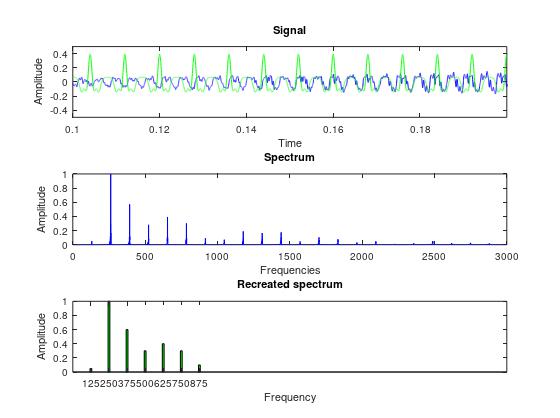 Signal
0.4
0.2
0
-0.2
-0.4
Amplitude
0.1 0.12 0.14 0.16 0.18
Time
Spectrum
1
0.8
0.6
0.4
0.2
0
Amplitude
0 500 1000 1500 2000 2500 3000
Frequencies
Recreated spectrum
1
0.8
0.6
0.4
0.2
0
Amplitude
125250375500625750875
Frequency